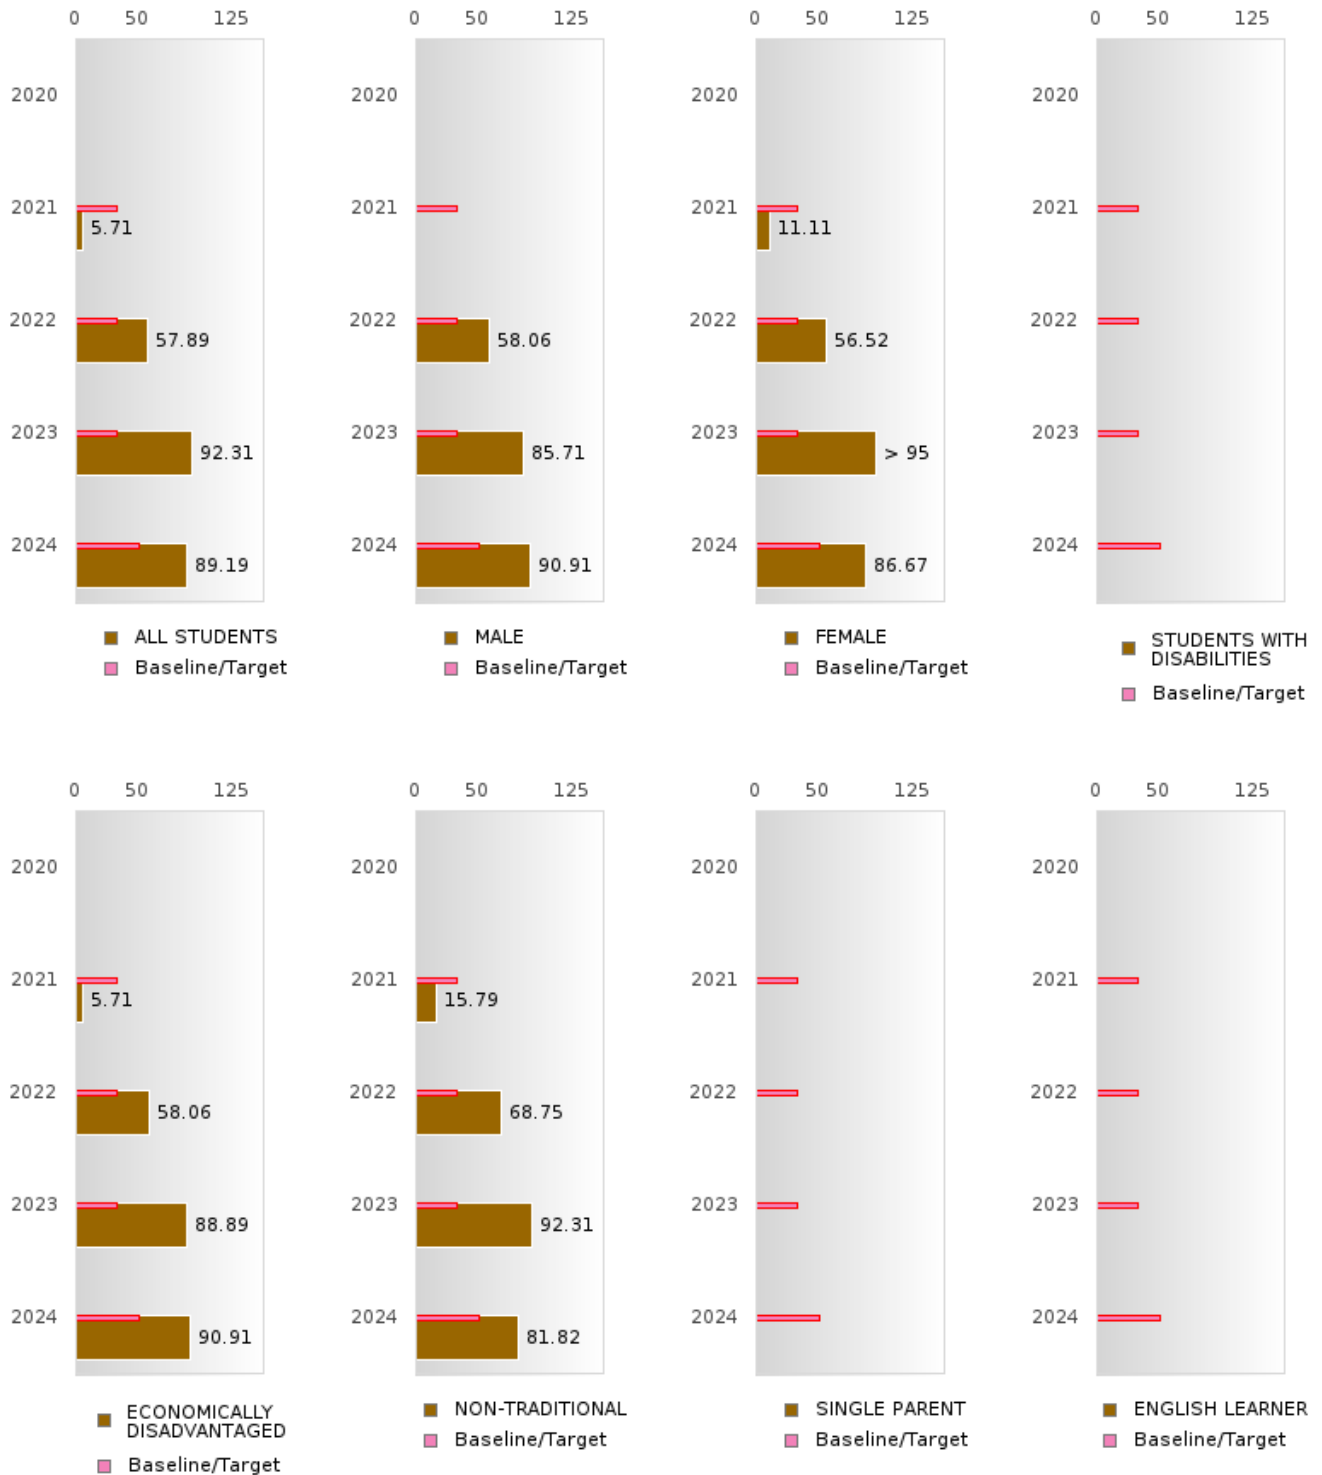 0 50 125
2020
2021
5.71
2022
57.89
2023
92.31
2024
89.19
ALL STUDENTS
Baseline/Target
0 50 125
2020
2021
2022
58.06
2023
85.71
2024
90.91
MALE
Baseline/Target
0 50 125
2020
2021
11.11
2022
56.52
2023
> 95
2024
86.67
FEMALE
Baseline/Target
0 50 125
2020
2021
2022
2023
2024
STUDENTS WITH
DISABILITIES
Baseline/Target
0 50 125
2020
2021
5.71
2022
58.06
2023
88.89
2024
90.91
ECONOMICALLY
DISADVANTAGED
Baseline/Target
0 50 125
2020
2021
15.79
2022
68.75
2023
92.31
2024
81.82
NON-TRADITIONAL
Baseline/Target
0 50 125
2020
2021
2022
2023
2024
SINGLE PARENT
Baseline/Target
0 50 125
2020
2021
2022
2023
2024
ENGLISH LEARNER
Baseline/Target